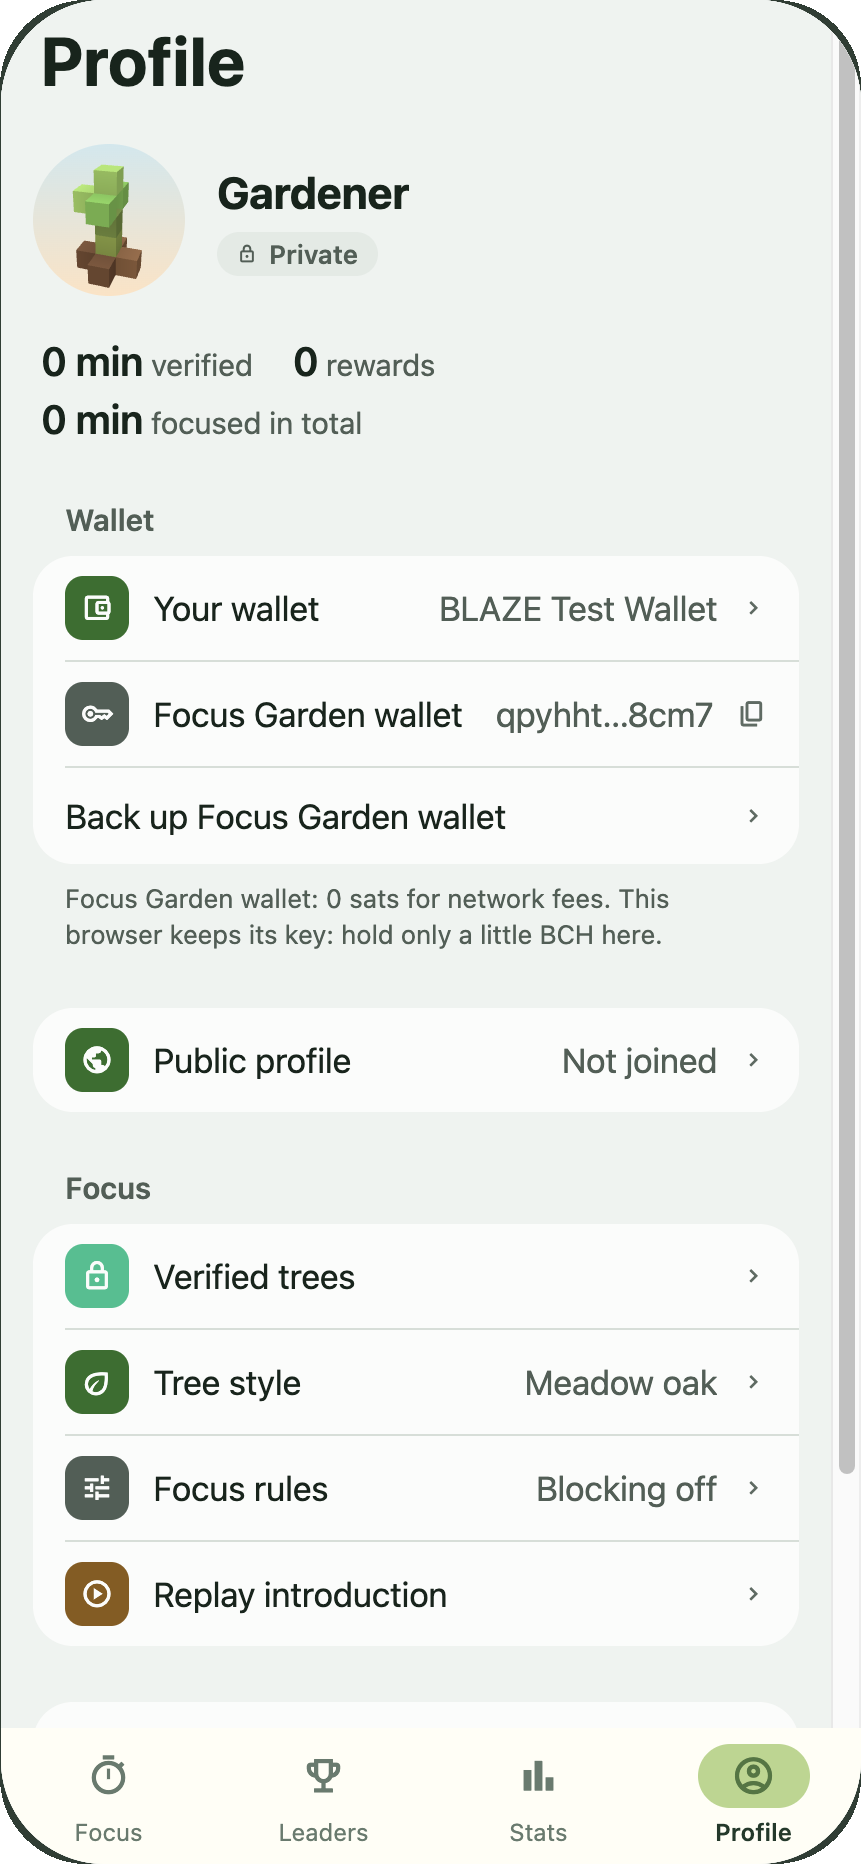 Profile
Gardener
Private
0 min verified 0 rewards
0 min focused in total
Wallet
Your wallet BLAZE Test Wallet
Focus Garden wallet qpyhht...8cm7
Back up Focus Garden wallet
Focus Garden wallet: 0 sats for network fees. This
browser keeps its key: hold only a little BCH here.
Public profile Not joined
Focus
Verified trees
Tree style Meadow oak
Focus rules Blocking off
Replay introduction
Focus Leaders Stats Profile